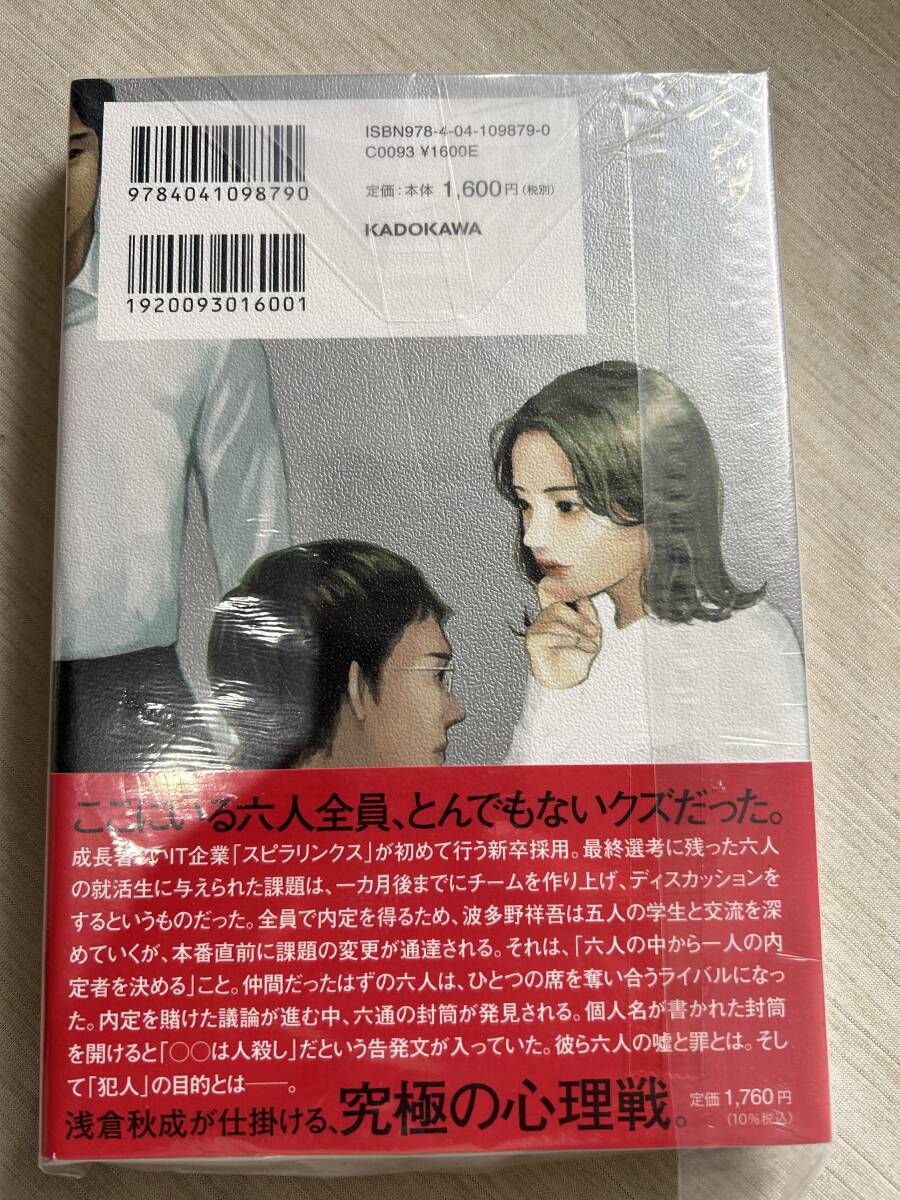 ISBN978-4-04-109879-0
C0093 ¥1600E
9784041098790
定価:本体 1,600円(税別)
KADOKAWA
1920093016001
ここにいる六人全員、とんでもないクズだった。
成長著しいIT企業「スピラリンクス」が初めて行う新卒採用。最終選考に残った六人
の就活生に与えられた課題は、一カ月後までにチームを作り上げ、ディスカッションを
するというものだった。全員で内定を得るため、波多野祥吾は五人の学生と交流を深
めていくが、本番直前に課題の変更が通達される。それは、「六人の中から一人の内
定者を決める」こと。仲間だったはずの六人は、ひとつの席を奪い合うライバルになっ
た。内定を賭けた議論が進む中、六通の封筒が発見される。個人名が書かれた封筒
を開けると「○○は人殺し」だという告発文が入っていた。彼ら六人の嘘と罪とは。そし
て「犯人」の目的とは──。
浅倉秋成が仕掛ける、究極の心理戦。
定価 1,760円
(10%税込)